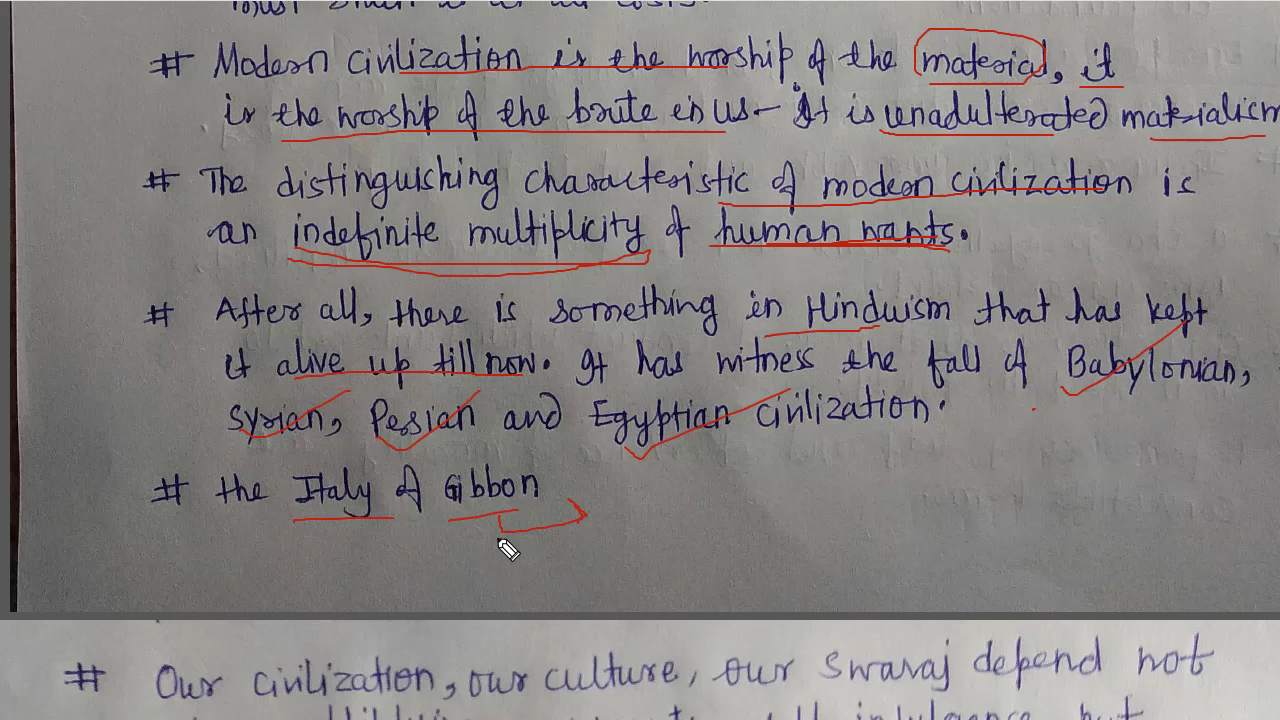 # Modern civilization is the worship of the material, it
is the worship of the brute in us - It is unadulterated materialism
# The distinguishing characteristic of modern civilization is
an indefinite multiplicity of human wants.
# After all, there is something in Hinduism that has kept
it alive up till now. It has witness the fall of Babylonian,
Syrian, Persian and Egyptian civilization.
# the Italy of Gibbon
# Our civilization, our culture, our Swaraj depend not
indulgence but